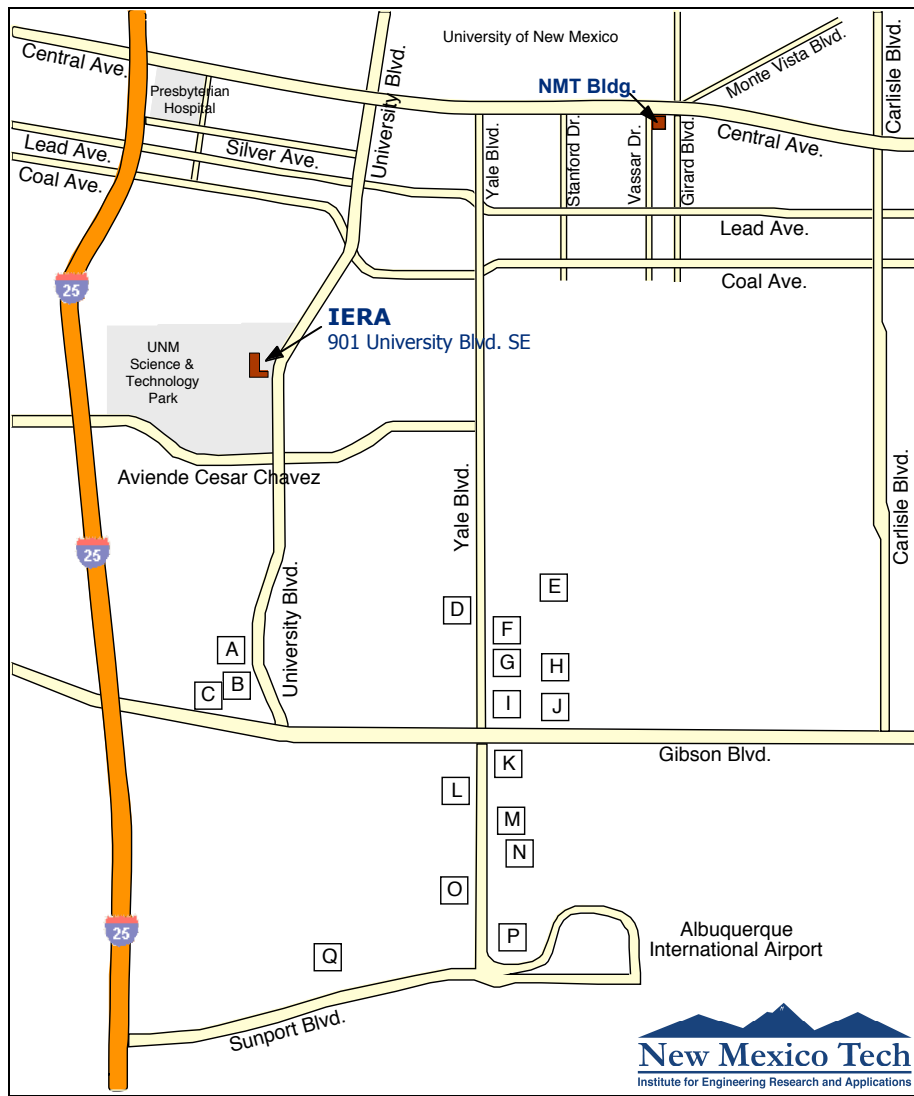 University of New Mexico
Central Ave.
University Blvd.
Monte Vista Blvd.
Carlisle Blvd.
NMT Bldg.
Presbyterian
Hospital
Central Ave.
Silver Ave.
Lead Ave.
Coal Ave.
Yale Blvd.
Stanford Dr.
Vassar Dr.
Girard Blvd.
Lead Ave.
Coal Ave.
25
IERA
901 University Blvd. SE
UNM
Science &
Technology
Park
Aviende Cesar Chavez
Yale Blvd.
Carlisle Blvd.
25
University Blvd.
E
D
F
A
G
H
B
C
I
J
Gibson Blvd.
K
L
M
N
O
25
P
Albuquerque
International Airport
Q
Sunport Blvd.
New Mexico Tech
Institute for Engineering Research and Applications